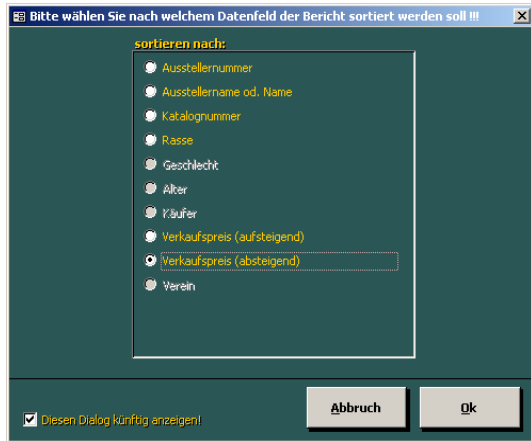 Bitte wählen Sie nach welchem Datenfeld der Bericht sortiert werden soll !!!
sortieren nach:
Ausstellernummer
Ausstellername od. Name
Katalognummer
Rasse
Geschlecht
Alter
Käufer
Verkaufspreis (aufsteigend)
Verkaufspreis (absteigend)
Verein
Diesen Dialog künftig anzeigen!
Abbruch
Ok